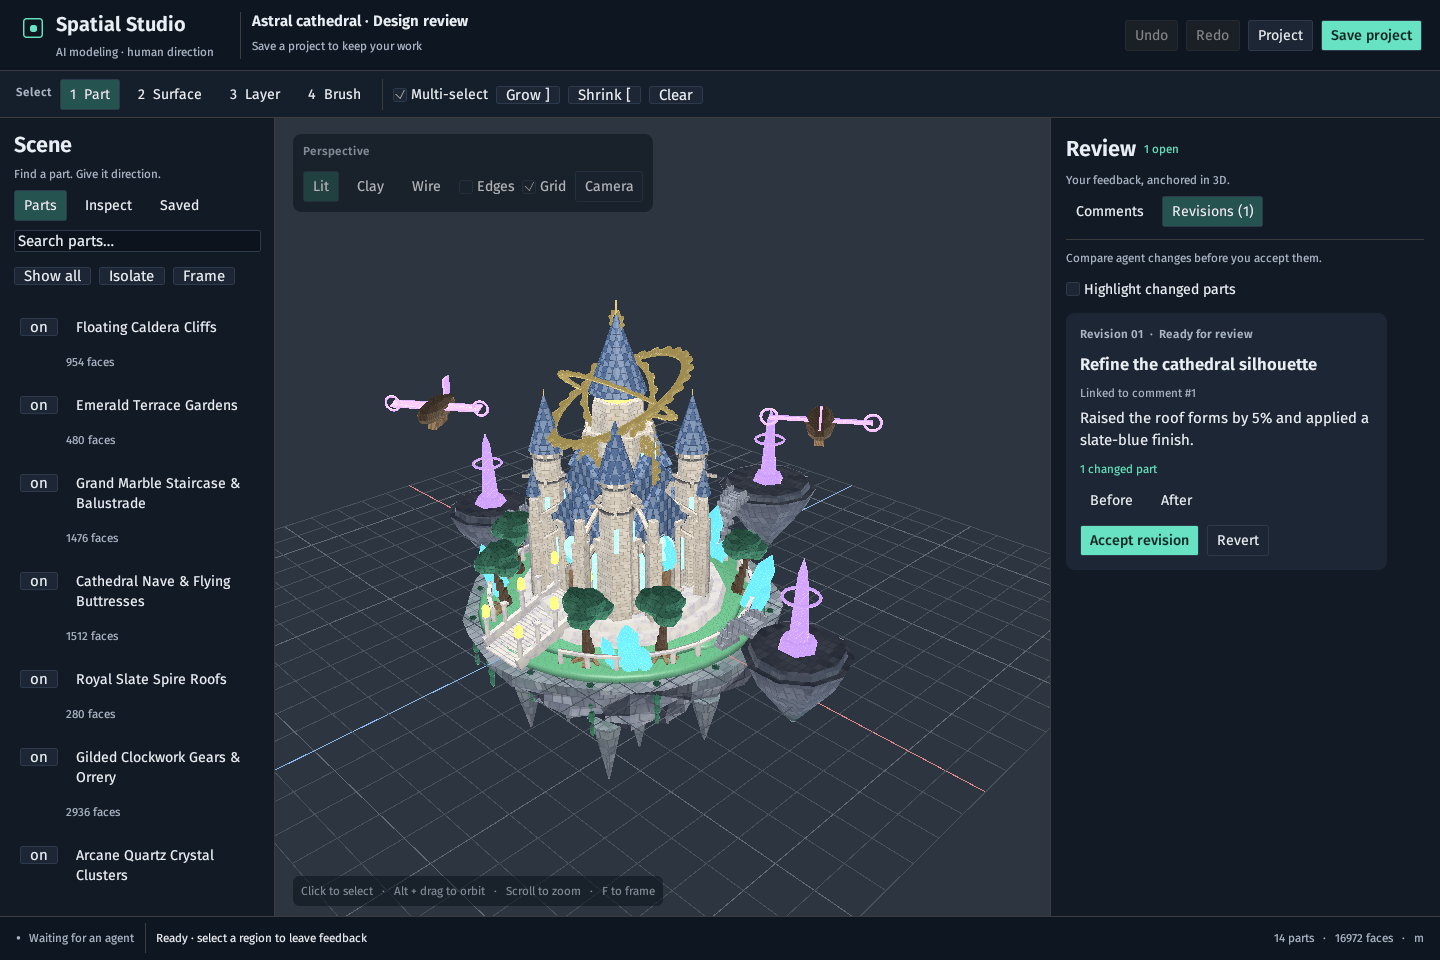 Spatial Studio
AI modeling · human direction
Astral cathedral · Design review
Save a project to keep your work
Undo
Redo
Project
Save project
Select
1 Part
2 Surface
3 Layer
4 Brush
Multi-select
Grow ]
Shrink [
Clear
Scene
Find a part. Give it direction.
Parts
Inspect
Saved
Search parts...
Show all
Isolate
Frame
on
Floating Caldera Cliffs
954 faces
on
Emerald Terrace Gardens
480 faces
on
Grand Marble Staircase &
Balustrade
1476 faces
on
Cathedral Nave & Flying
Buttresses
1512 faces
on
Royal Slate Spire Roofs
280 faces
on
Gilded Clockwork Gears &
Orrery
2936 faces
on
Arcane Quartz Crystal
Clusters
Perspective
Lit
Clay
Wire
Edges
Grid
Camera
Click to select · Alt + drag to orbit · Scroll to zoom · F to frame
Review
1 open
Your feedback, anchored in 3D.
Comments
Revisions (1)
Compare agent changes before you accept them.
Highlight changed parts
Revision 01 · Ready for review
Refine the cathedral silhouette
Linked to comment #1
Raised the roof forms by 5% and applied a
slate-blue finish.
1 changed part
Before
After
Accept revision
Revert
• Waiting for an agent
Ready · select a region to leave feedback
14 parts · 16972 faces · m